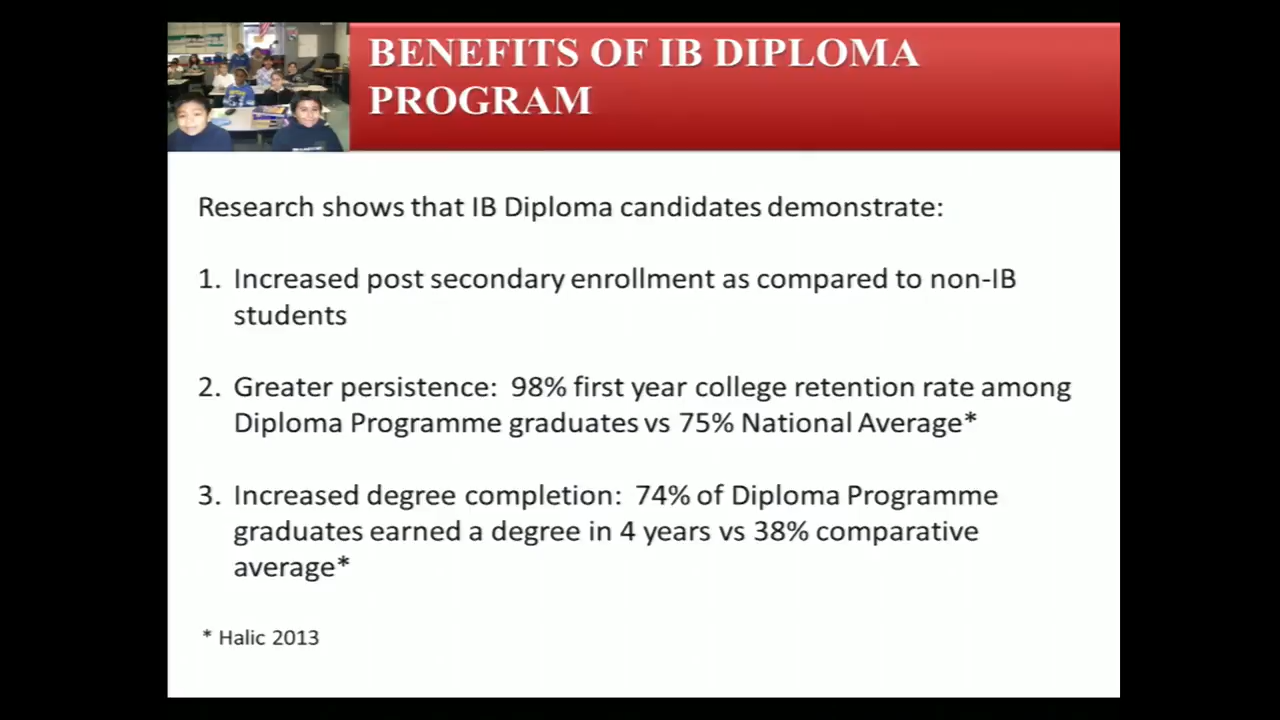 BENEFITS OF IB DIPLOMA
PROGRAM
Research shows that IB Diploma candidates demonstrate:
1. Increased post secondary enrollment as compared to non-IB
students
2. Greater persistence: 98% first year college retention rate among
Diploma Programme graduates vs 75% National Average*
3. Increased degree completion: 74% of Diploma Programme
graduates earned a degree in 4 years vs 38% comparative
average*
* Halic 2013